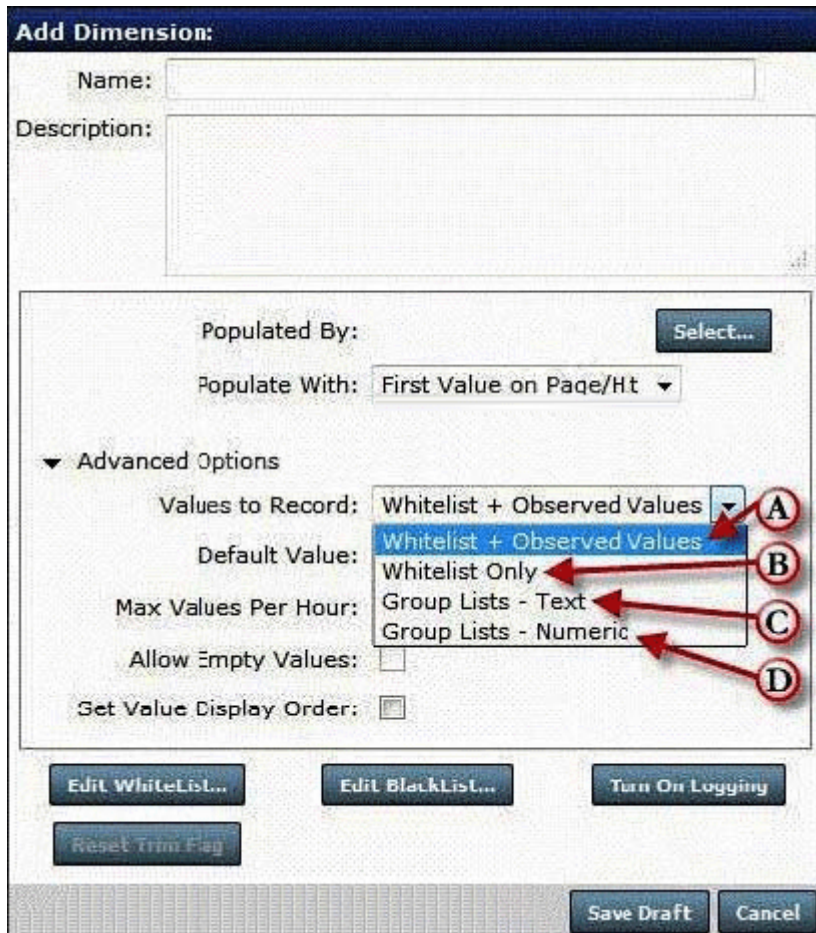 Add Dimension:
Name:
Description:
Populated By: Select...
Populate With: First Value on Page/Hit
Advanced Options
Values to Record: Whitelist + Observed Values A
Whitelist + Observed Values
Default Value:
Whitelist Only B
Max Values Per Hour: Group Lists - Text C
Group Lists - Numeric
Allow Empty Values: D
Set Value Display Order:
Edit WhiteList... Edit BlackList... Turn On Logging
Reset Trim Flag
Save Draft Cancel